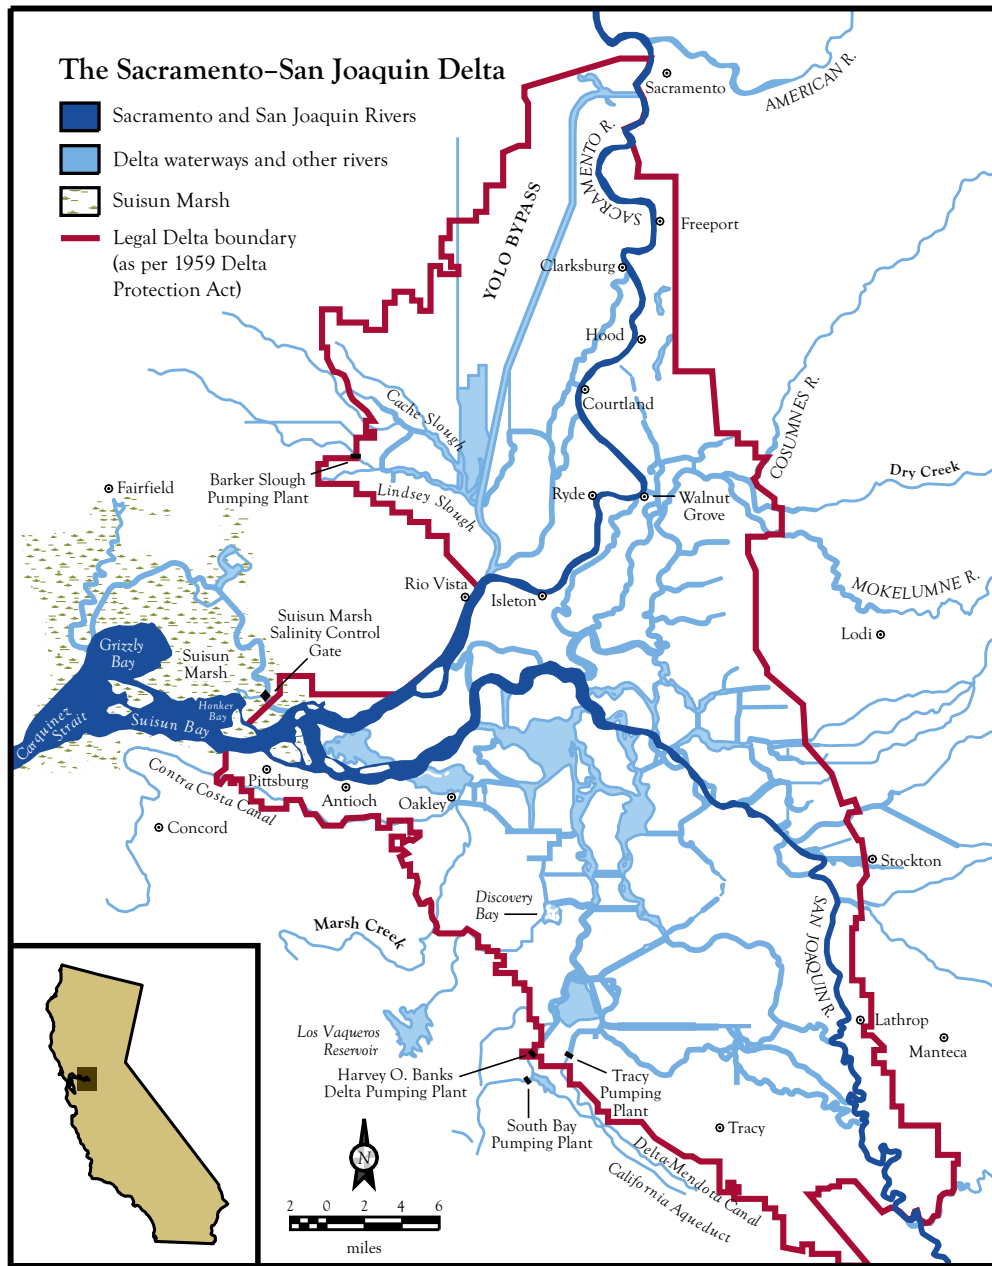 The Sacramento–San Joaquin Delta
Sacramento and San Joaquin Rivers
Delta waterways and other rivers
Suisun Marsh
Legal Delta boundary
(as per 1959 Delta
Protection Act)
AMERICAN R.
Sacramento
SACRAMENTO R.
YOLO BYPASS
Freeport
Clarksburg
Hood
Courtland
Cache Slough
COSUMNES R.
Dry Creek
Barker Slough
Pumping Plant
Lindsey Slough
Fairfield
Ryde
Walnut
Grove
MOKELUMNE R.
Rio Vista
Isleton
Lodi
Suisun Marsh
Salinity Control
Gate
Grizzly
Bay
Suisun
Marsh
Honker
Bay
Carquinez
Strait
Suisun Bay
Pittsburg
Contra Costa Canal
Antioch
Oakley
Concord
Stockton
Discovery
Bay
Marsh Creek
SAN JOAQUIN R.
Los Vaqueros
Reservoir
Lathrop
Manteca
Harvey O. Banks
Delta Pumping Plant
Tracy
Pumping
Plant
South Bay
Pumping Plant
Tracy
Delta-Mendota Canal
California Aqueduct
N
2 0 2 4 6
miles